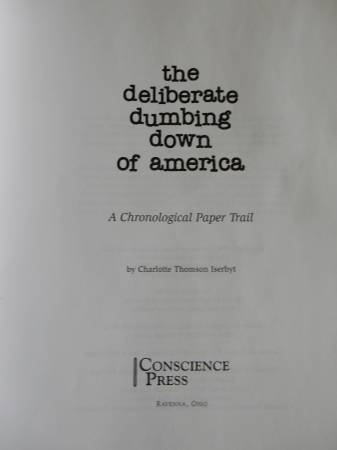 the
deliberate
dumbing
down
of america
A Chronological Paper Trail
by Charlotte Thomson Iserbyt
CONSCIENCE
PRESS
RAVENNA, OHIO